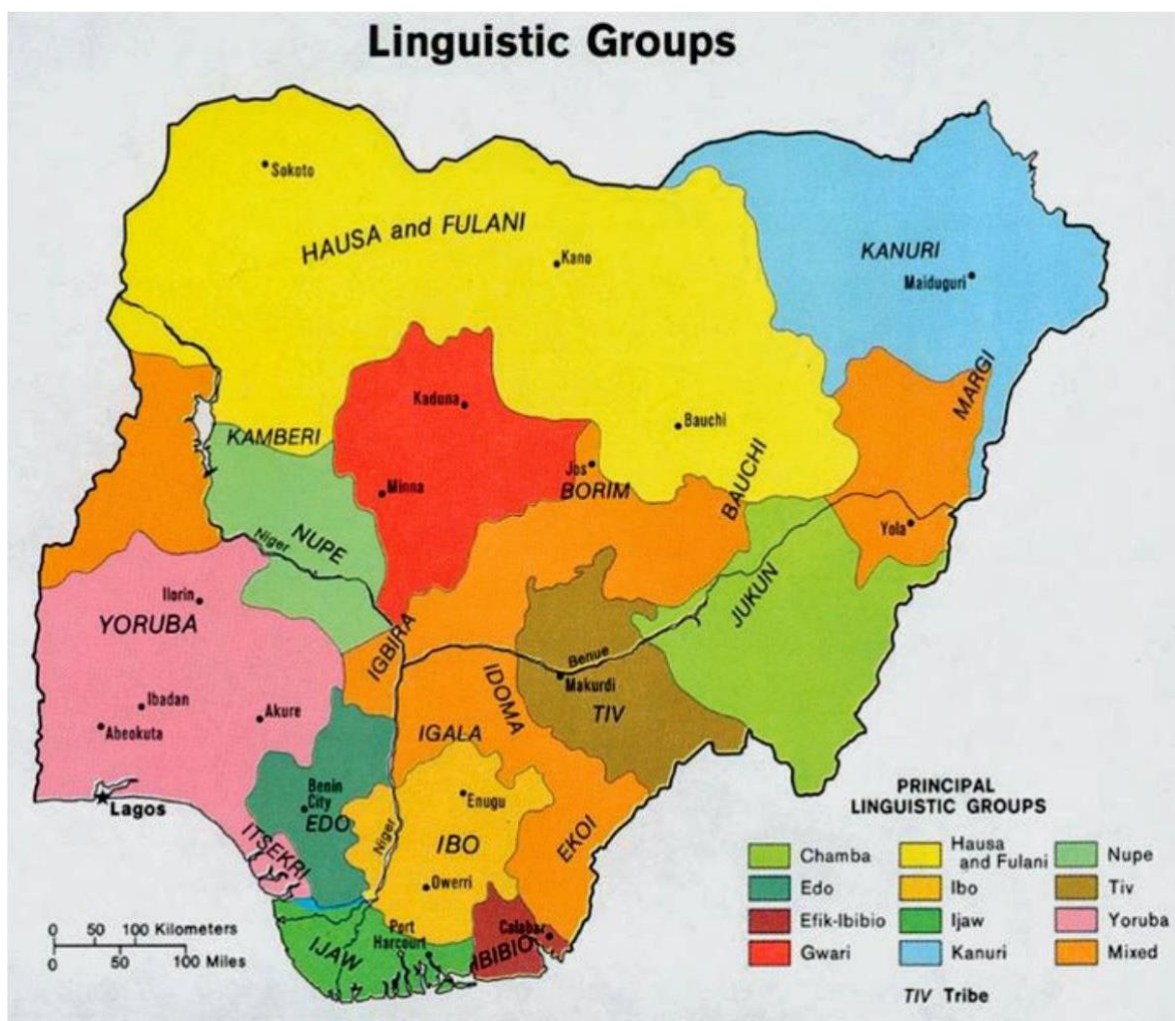 Linguistic Groups
Sokoto
HAUSA and FULANI
Kano
KANURI
Maiduguri
MARGI
Kaduna
Bauchi
KAMBERI
BAUCHI
Jos
BORIM
Minna
Yola
NUPE
Niger
JUKUN
Ilorin
YORUBA
IGBIRA
Benue
Makurdi
IDOMA
TIV
Ibadan
Akure
Abeokuta
IGALA
Benin
City
EDO
Enugu
Lagos
ITSEKRI
Niger
IBO
EKOI
Owerri
Port
Harcourt
Calabar
IJAW
IBIBIO
0 50 100 Kilometers
0 50 100 Miles
PRINCIPAL
LINGUISTIC GROUPS
Chamba
Edo
Efik-Ibibio
Gwari
Hausa
and Fulani
Ibo
Ijaw
Kanuri
Nupe
Tiv
Yoruba
Mixed
TIV Tribe